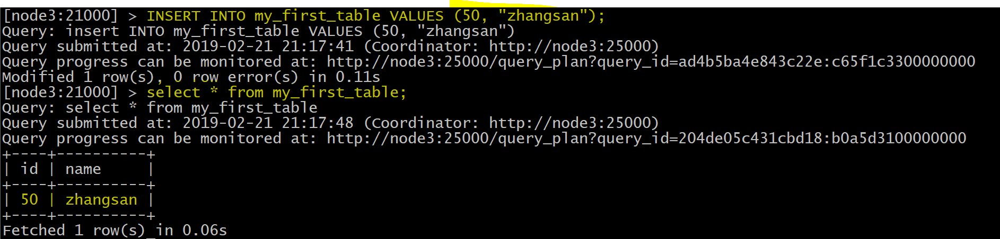 [node3:21000] > INSERT INTO my_first_table VALUES (50, "zhangsan");
Query: insert INTO my_first_table VALUES (50, "zhangsan")
Query submitted at: 2019-02-21 21:17:41 (Coordinator: http://node3:25000)
Query progress can be monitored at: http://node3:25000/query_plan?query_id=ad4b5ba4e843c22e:c65f1c3300000000
Modified 1 row(s), 0 row error(s) in 0.11s
[node3:21000] > select * from my_first_table;
Query: select * from my_first_table
Query submitted at: 2019-02-21 21:17:48 (Coordinator: http://node3:25000)
Query progress can be monitored at: http://node3:25000/query_plan?query_id=204de05c431cbd18:b0a5d3100000000
+----+----------+
| id | name     |
+----+----------+
| 50 | zhangsan |
+----+----------+
Fetched 1 row(s) in 0.06s